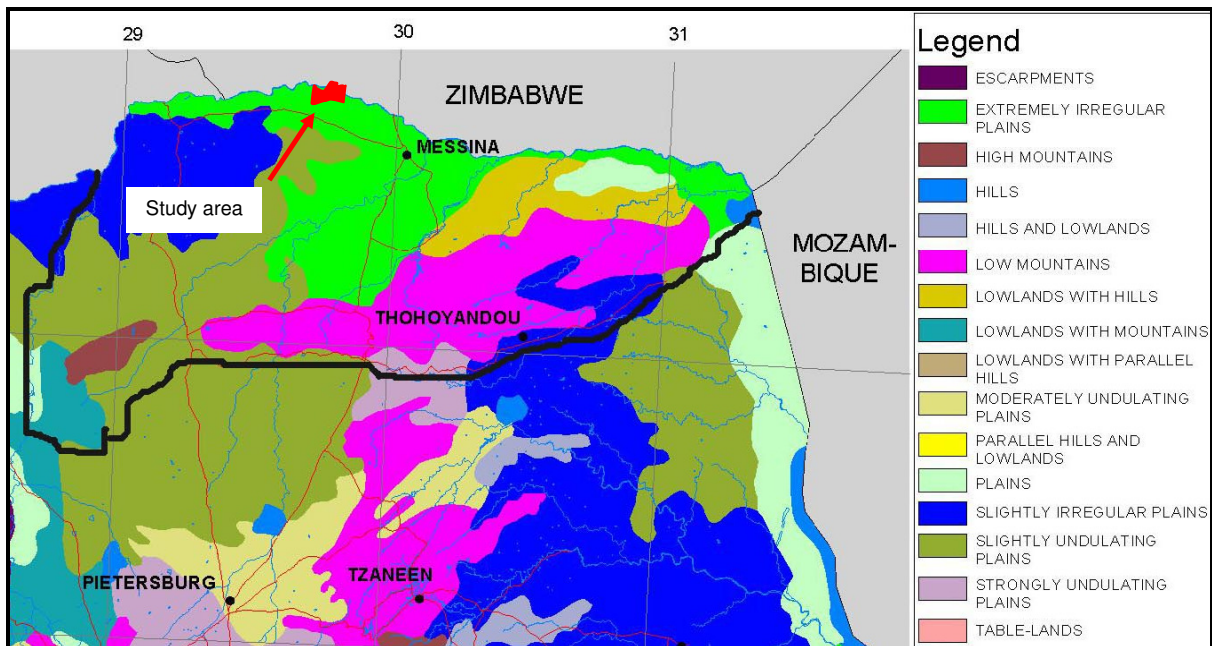 29
30
31
ZIMBABWE
MESSINA
Study area
MOZAM-
BIQUE
THOHOYANDOU
PIETERSBURG
TZANEEN
Legend
ESCARPMENTS
EXTREMELY IRREGULAR
PLAINS
HIGH MOUNTAINS
HILLS
HILLS AND LOWLANDS
LOW MOUNTAINS
LOWLANDS WITH HILLS
LOWLANDS WITH MOUNTAINS
LOWLANDS WITH PARALLEL
HILLS
MODERATELY UNDULATING
PLAINS
PARALLEL HILLS AND
LOWLANDS
PLAINS
SLIGHTLY IRREGULAR PLAINS
SLIGHTLY UNDULATING
PLAINS
STRONGLY UNDULATING
PLAINS
TABLE-LANDS